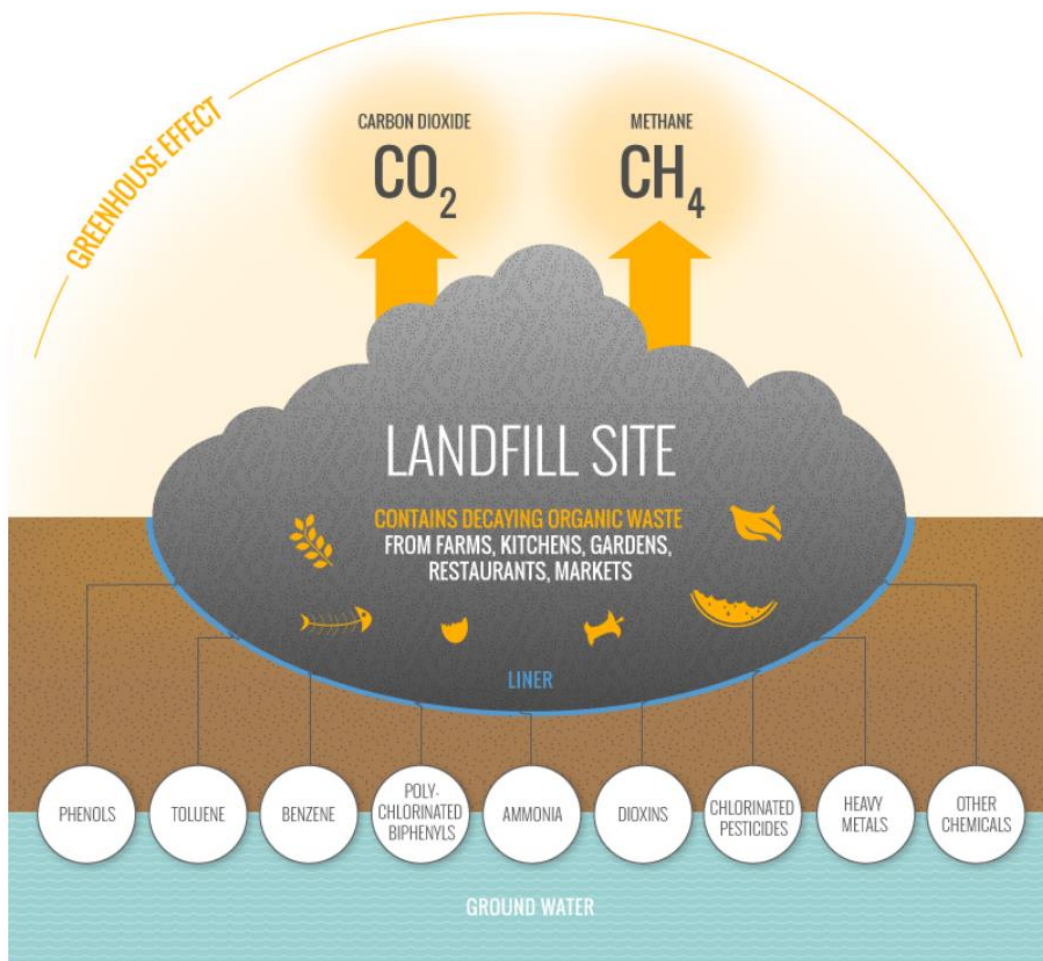 GREENHOUSE EFFECT
CARBON DIOXIDE
CO₂
METHANE
CH₄
LANDFILL SITE
CONTAINS DECAYING ORGANIC WASTE
FROM FARMS, KITCHENS, GARDENS,
RESTAURANTS, MARKETS
LINER
PHENOLS
TOLUENE
BENZENE
POLY-
CHLORINATED
BIPHENYLS
AMMONIA
DIOXINS
CHLORINATED
PESTICIDES
HEAVY
METALS
OTHER
CHEMICALS
GROUND WATER